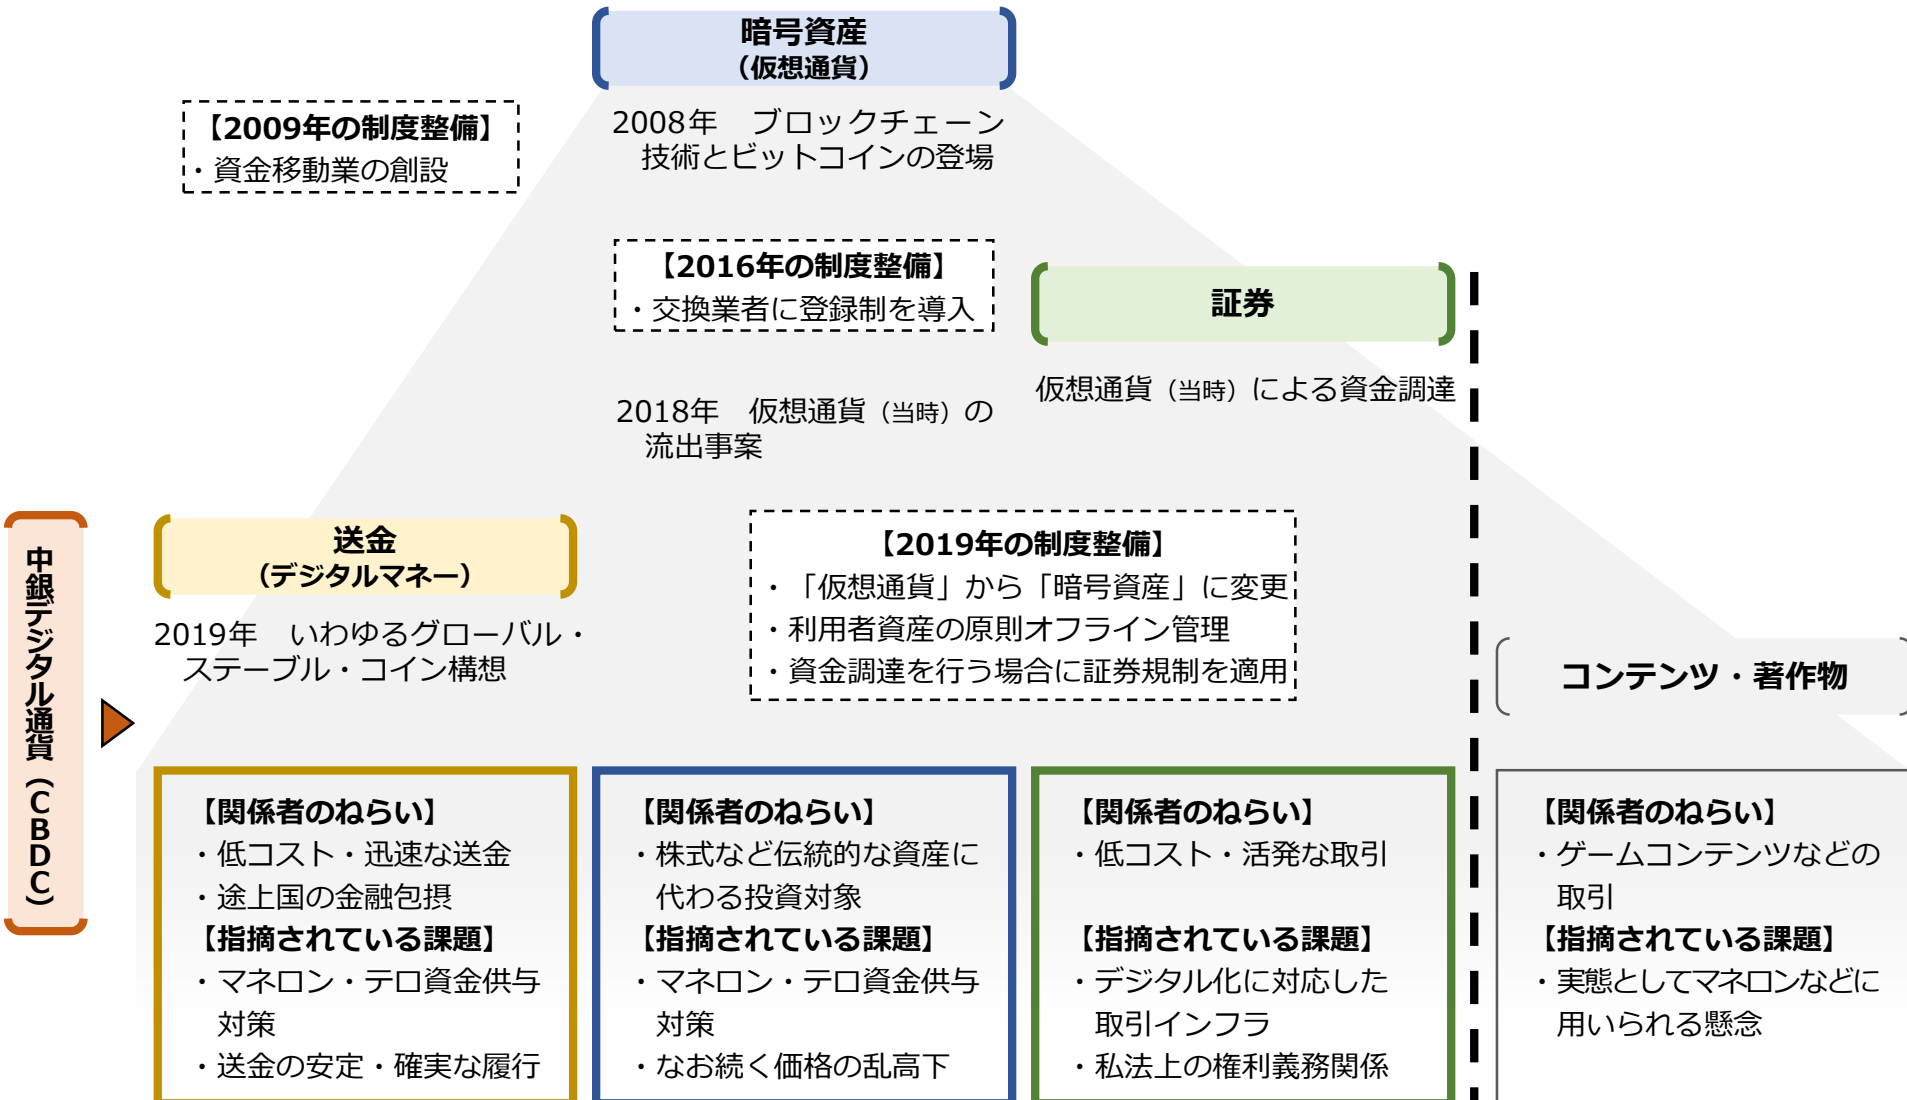 暗号資産
（仮想通貨）
2008年　ブロックチェーン
技術とビットコインの登場
【2009年の制度整備】
・資金移動業の創設
【2016年の制度整備】
・交換業者に登録制を導入
2018年　仮想通貨（当時）の
流出事案
証券
仮想通貨（当時）による資金調達
【2019年の制度整備】
・「仮想通貨」から「暗号資産」に変更
・利用者資産の原則オフライン管理
・資金調達を行う場合に証券規制を適用
送金
（デジタルマネー）
2019年　いわゆるグローバル・
ステーブル・コイン構想
中銀デジタル通貨（CBDC）
コンテンツ・著作物
【関係者のねらい】
・低コスト・迅速な送金
・途上国の金融包摂
【指摘されている課題】
・マネロン・テロ資金供与
対策
・送金の安定・確実な履行
【関係者のねらい】
・株式など伝統的な資産に
代わる投資対象
【指摘されている課題】
・マネロン・テロ資金供与
対策
・なお続く価格の乱高下
【関係者のねらい】
・低コスト・活発な取引
【指摘されている課題】
・デジタル化に対応した
取引インフラ
・私法上の権利義務関係
【関係者のねらい】
・ゲームコンテンツなどの
取引
【指摘されている課題】
・実態としてマネロンなどに
用いられる懸念